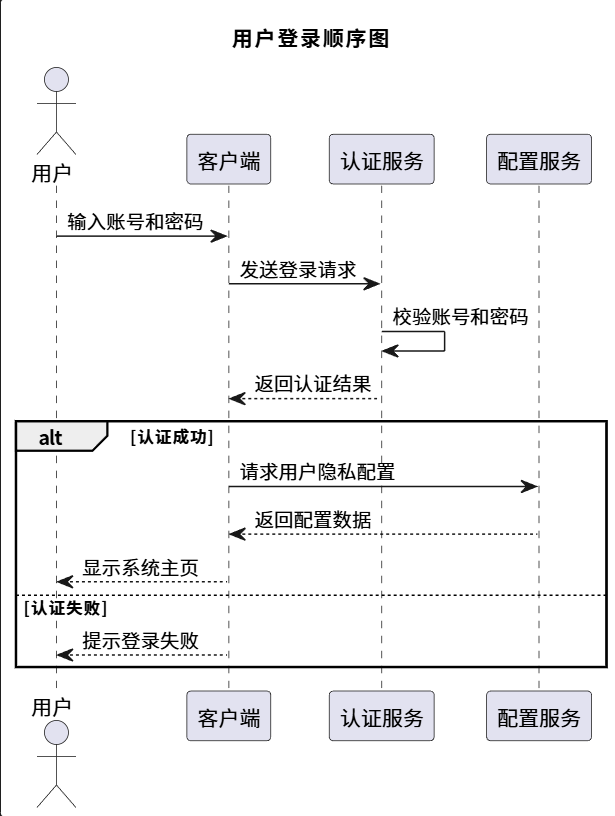 用户登录顺序图
用户
客户端
认证服务
配置服务
输入账号和密码
发送登录请求
校验账号和密码
返回认证结果
alt
[认证成功]
请求用户隐私配置
返回配置数据
显示系统主页
[认证失败]
提示登录失败
用户
客户端
认证服务
配置服务